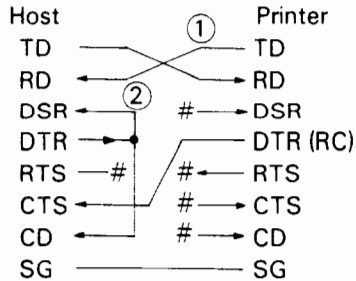 Host ① Printer
TD TD
RD RD
② 
DSR # DSR
DTR DTR (RC)
RTS # # RTS
CTS # CTS
CD # CD
SG SG